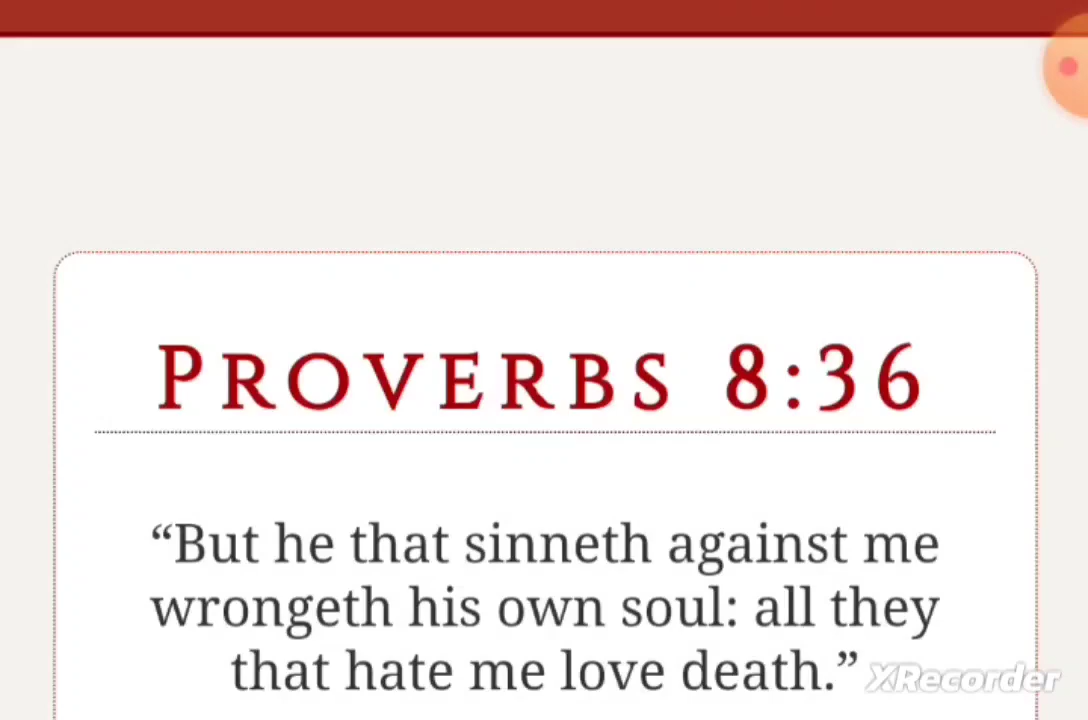 PROVERBS 8:36
“But he that sinneth against me
wrongeth his own soul: all they
that hate me love death.”
XRecorder